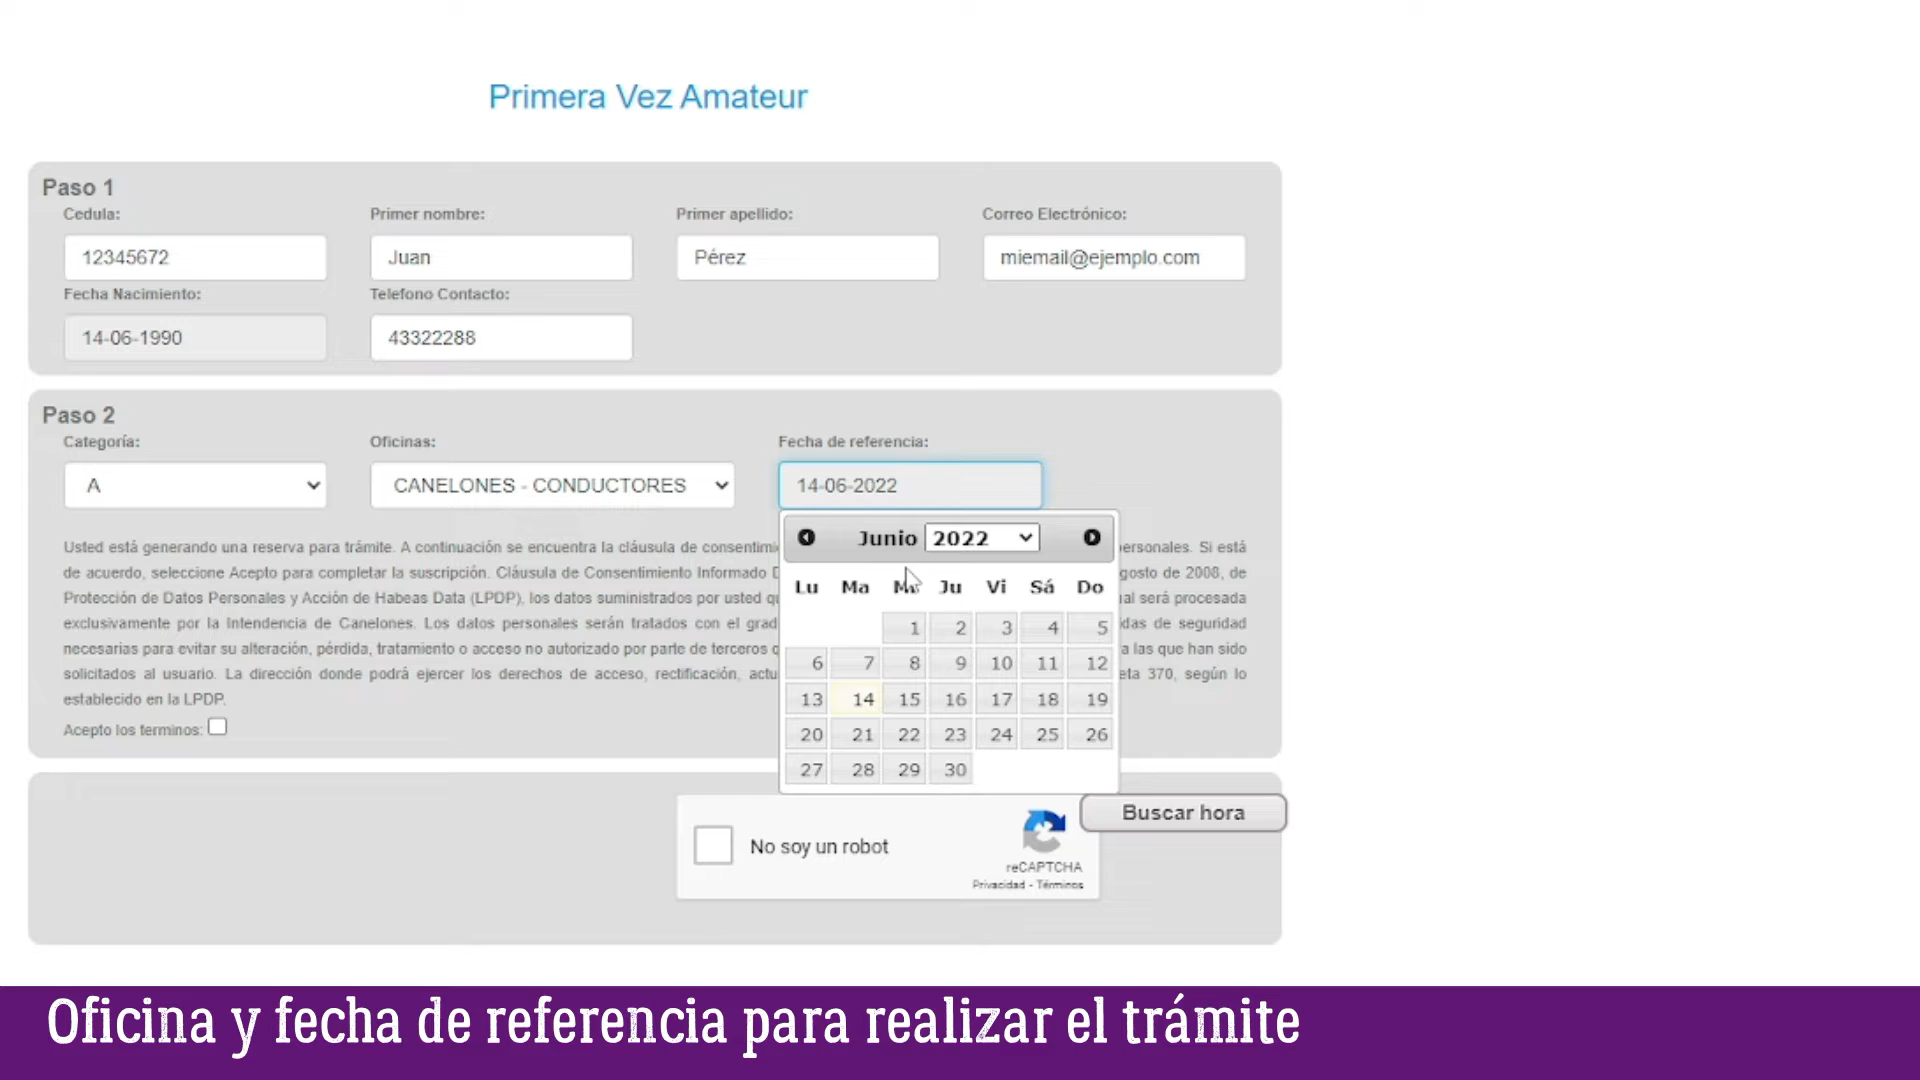 Primera Vez Amateur
Paso 1
Cedula: Primer nombre: Primer apellido: Correo Electrónico:
12345672 Juan Pérez miemail@ejemplo.com
Fecha Nacimiento: Telefono Contacto:
14-06-1990 43322288
Paso 2
Categoría: Oficinas: Fecha de referencia:
A CANELONES - CONDUCTORES 14-06-2022
Junio 2022
Lu Ma Ju Vi Sá Do
1 2 3 4 5
6 7 8 9 10 11 12
13 14 15 16 17 18 19
20 21 22 23 24 25 26
27 28 29 30
Usted está generando una reserva para trámite. A continuación se encuentra la cláusula de ersonales. Si está
de acuerdo, seleccione Acepto para completar la suscripción. Cláusula de Consentimiento Informado gosto de 2008, de
Protección de Datos Personales y Acción de Habeas Data (LPDP), los datos suministrados por usted será procesada
exclusivamente por la Intendencia de Canelones. Los datos personales serán tratados con el das de seguridad
necesarias para evitar su alteración, pérdida, tratamiento o acceso no autorizado por parte de terceros a las que han sido
solicitados al usuario. La dirección donde podrá ejercer los derechos de acceso, rectificación, eta 370, según lo
establecido en la LPDP.
Acepto los terminos:
Buscar hora
No soy un robot
reCAPTCHA
Privacidad - Términos
Oficina y fecha de referencia para realizar el trámite